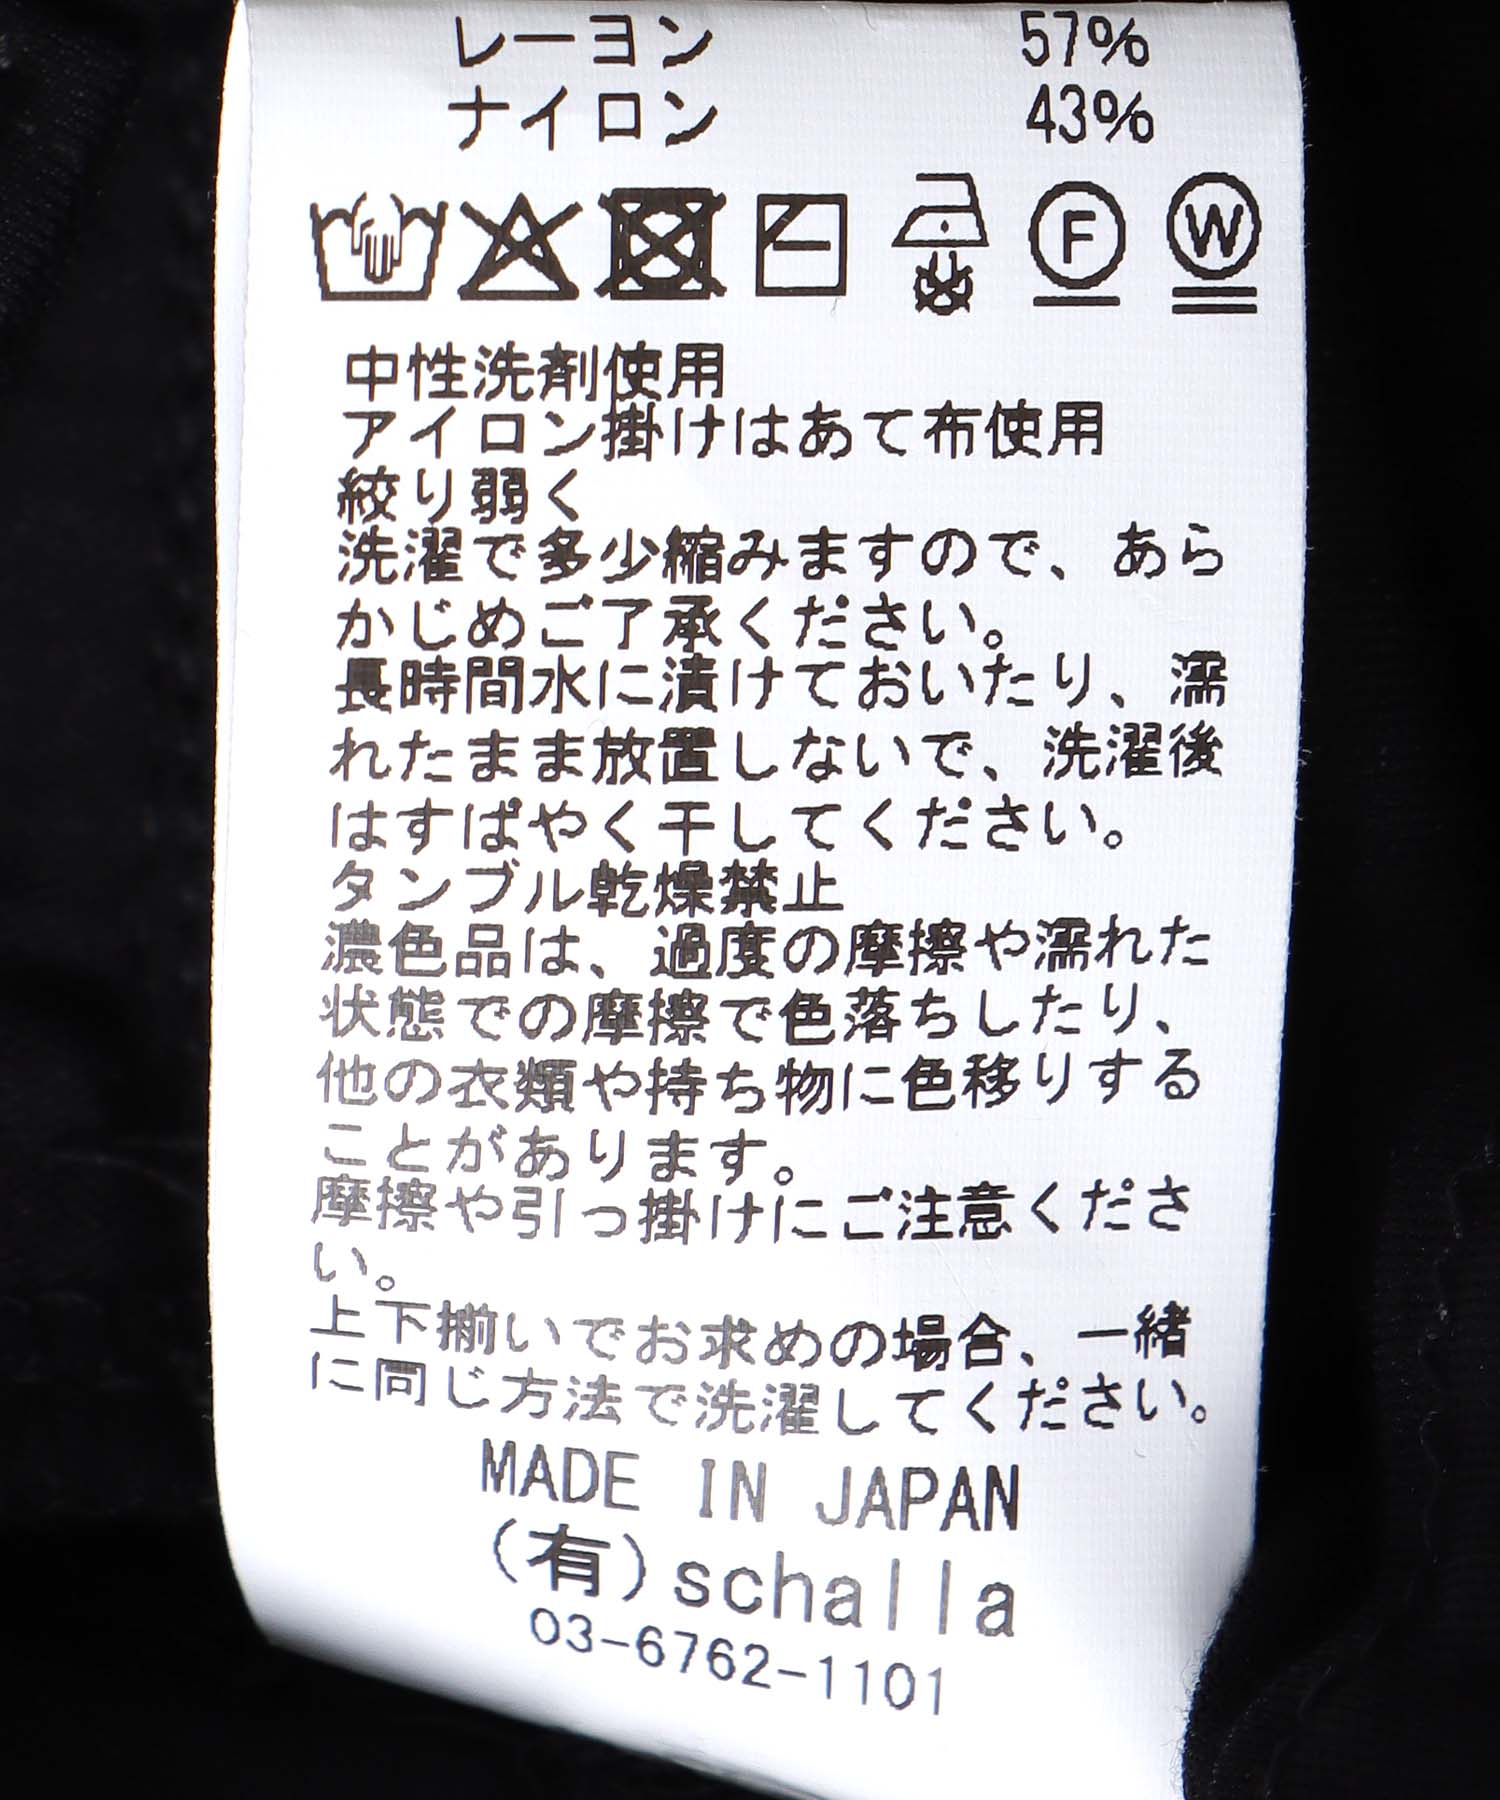 レーヨン 57%
ナイロン 43%
F W
中性洗剤使用
アイロン掛けはあて布使用
絞り弱く
洗濯で多少縮みますので、あら
かじめご了承ください。
長時間水に漬けておいたり、濡
れたまま放置しないで、洗濯後
はすばやく干してください。
タンブル乾燥禁止
濃色品は、過度の摩擦や濡れた
状態での摩擦で色落ちしたり、
他の衣類や持ち物に色移りする
ことがあります。
摩擦や引っ掛けにご注意くださ
い。
上下揃いでお求めの場合、一緒
に同じ方法で洗濯してください。
MADE IN JAPAN
(有)schalla
03-6762-1101